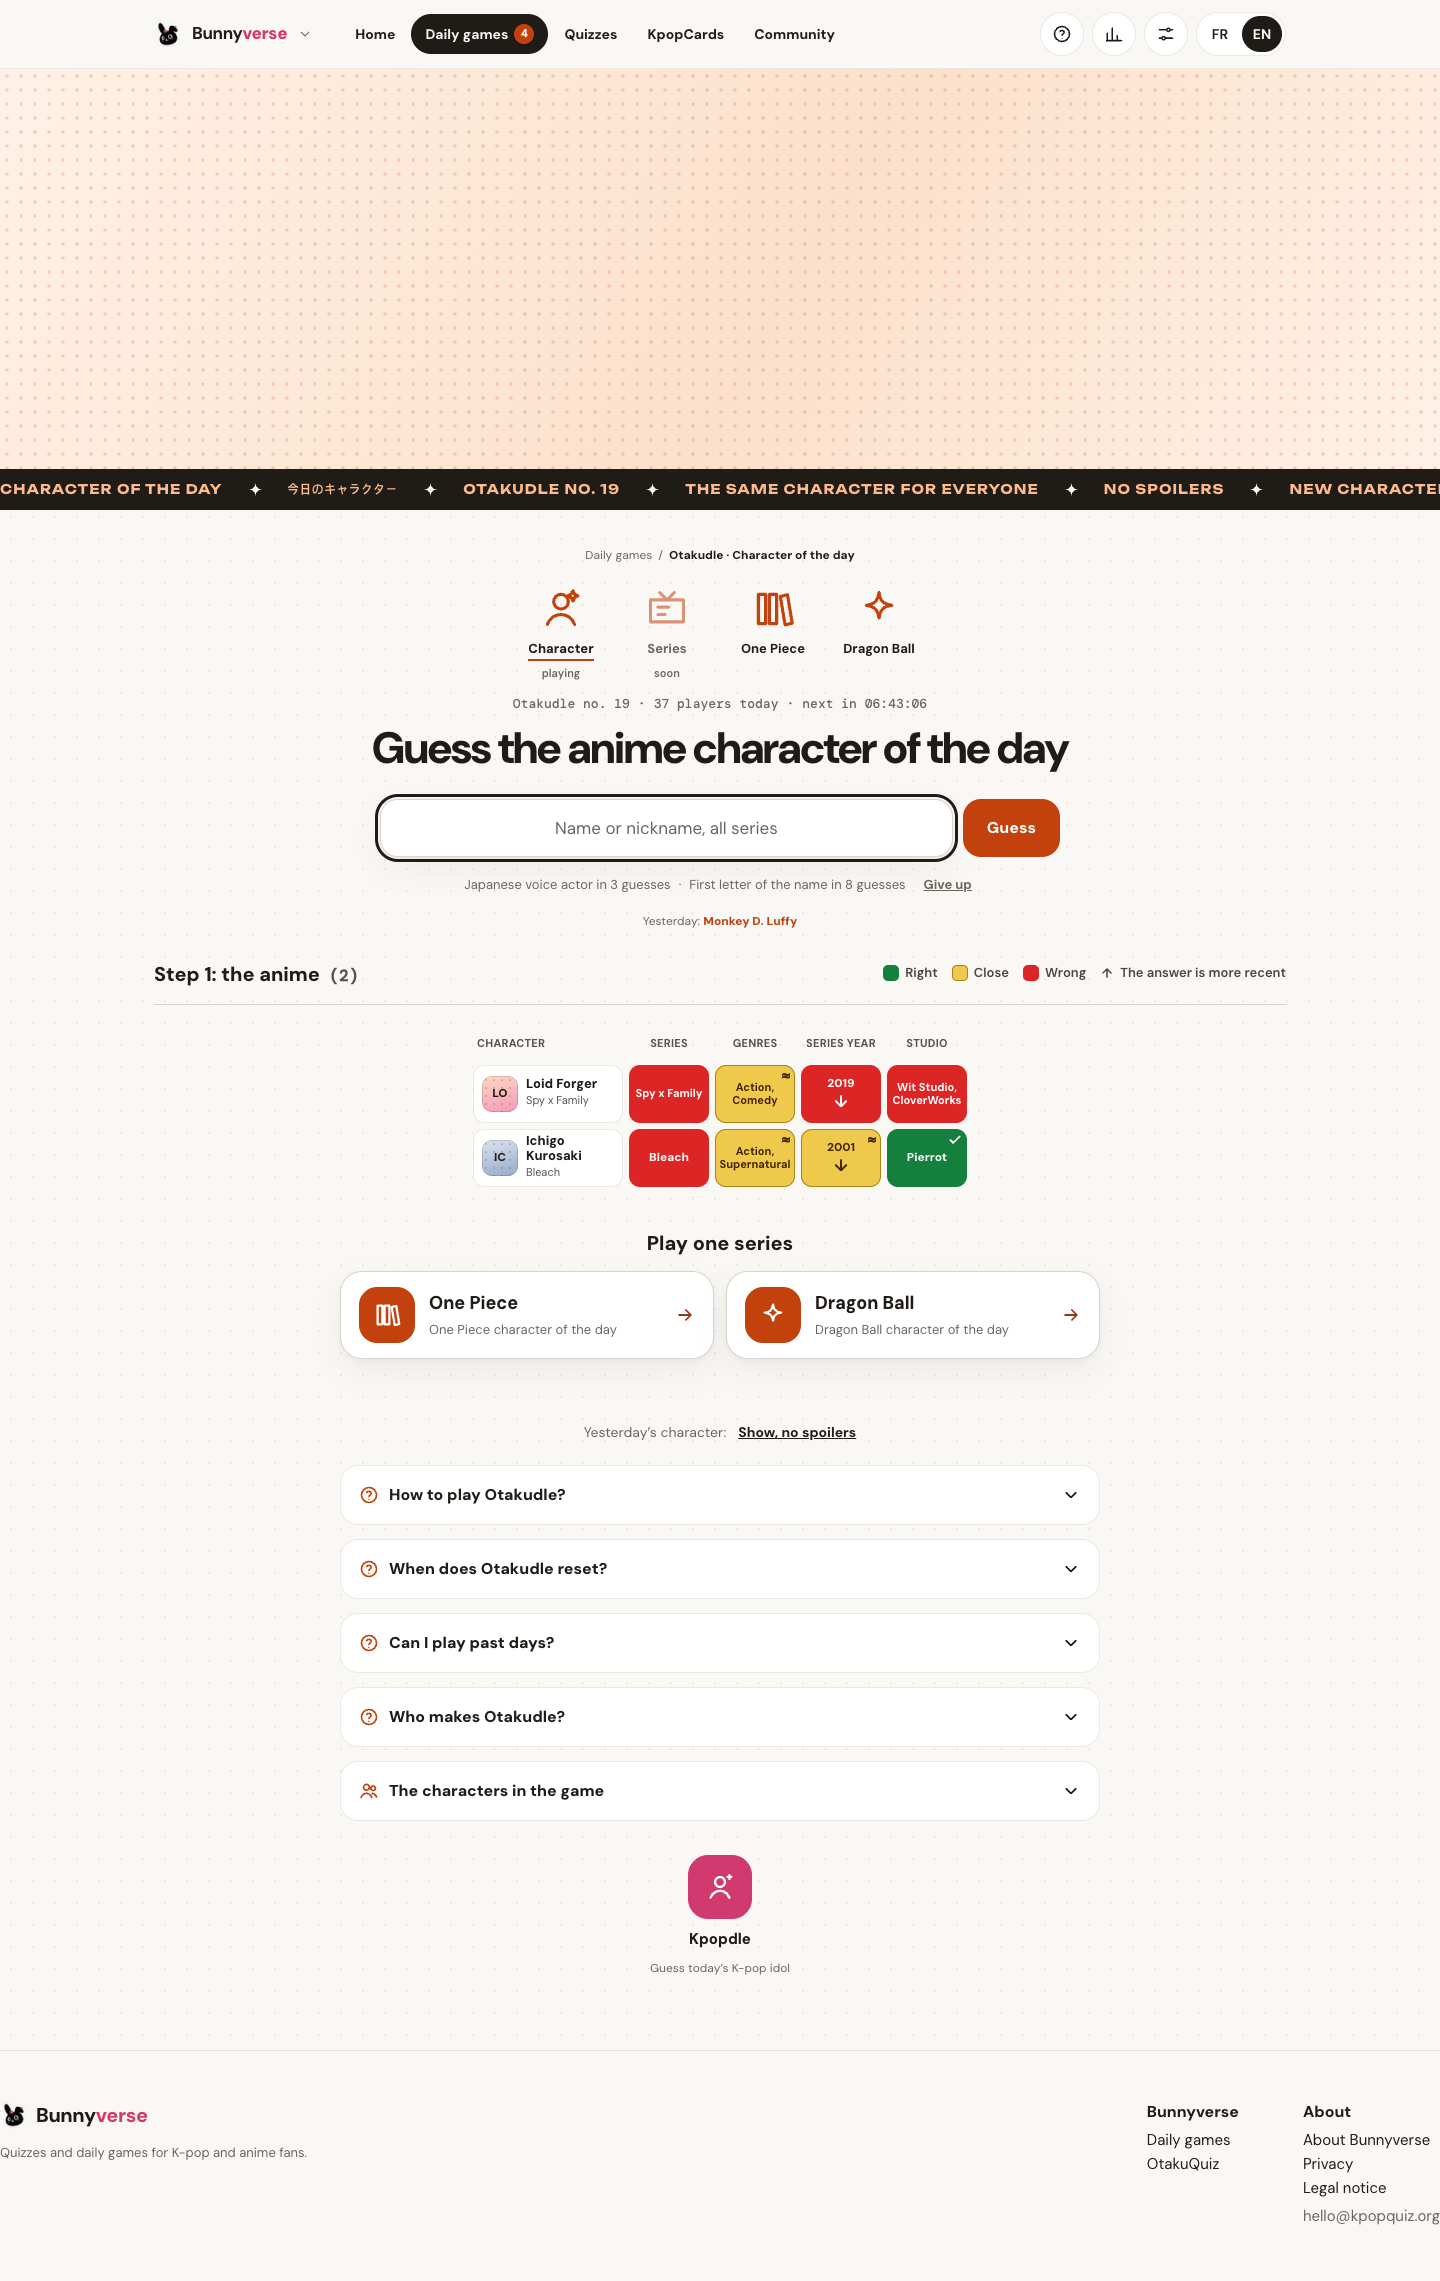 Bunnyverse
Home
Daily games 4
Quizzes
KpopCards
Community
FR
EN
CHARACTER OF THE DAY ✦ 今日のキャラクター ✦ OTAKUDLE NO. 19 ✦ THE SAME CHARACTER FOR EVERYONE ✦ NO SPOILERS ✦ NEW CHARACTE
Daily games / Otakudle · Character of the day
Character
playing
Series
soon
One Piece
Dragon Ball
Otakudle no. 19 · 37 players today · next in 06:43:06
Guess the anime character of the day
Name or nickname, all series
Guess
Japanese voice actor in 3 guesses · First letter of the name in 8 guesses Give up
Yesterday: Monkey D. Luffy
Step 1: the anime (2)
Right
Close
Wrong
↑ The answer is more recent
CHARACTER SERIES GENRES SERIES YEAR STUDIO
LO
Loid Forger
Spy x Family
Spy x Family
≈
Action,
Comedy
2019
↓
Wit Studio,
CloverWorks
IC
Ichigo
Kurosaki
Bleach
Bleach
≈
Action,
Supernatural
≈
2001
↓
Pierrot
Play one series
One Piece
One Piece character of the day
→
Dragon Ball
Dragon Ball character of the day
→
Yesterday's character: Show, no spoilers
How to play Otakudle?
When does Otakudle reset?
Can I play past days?
Who makes Otakudle?
The characters in the game
Kpopdle
Guess today's K-pop idol
Bunnyverse
Quizzes and daily games for K-pop and anime fans.
Bunnyverse
Daily games
OtakuQuiz
About
About Bunnyverse
Privacy
Legal notice
hello@kpopquiz.org